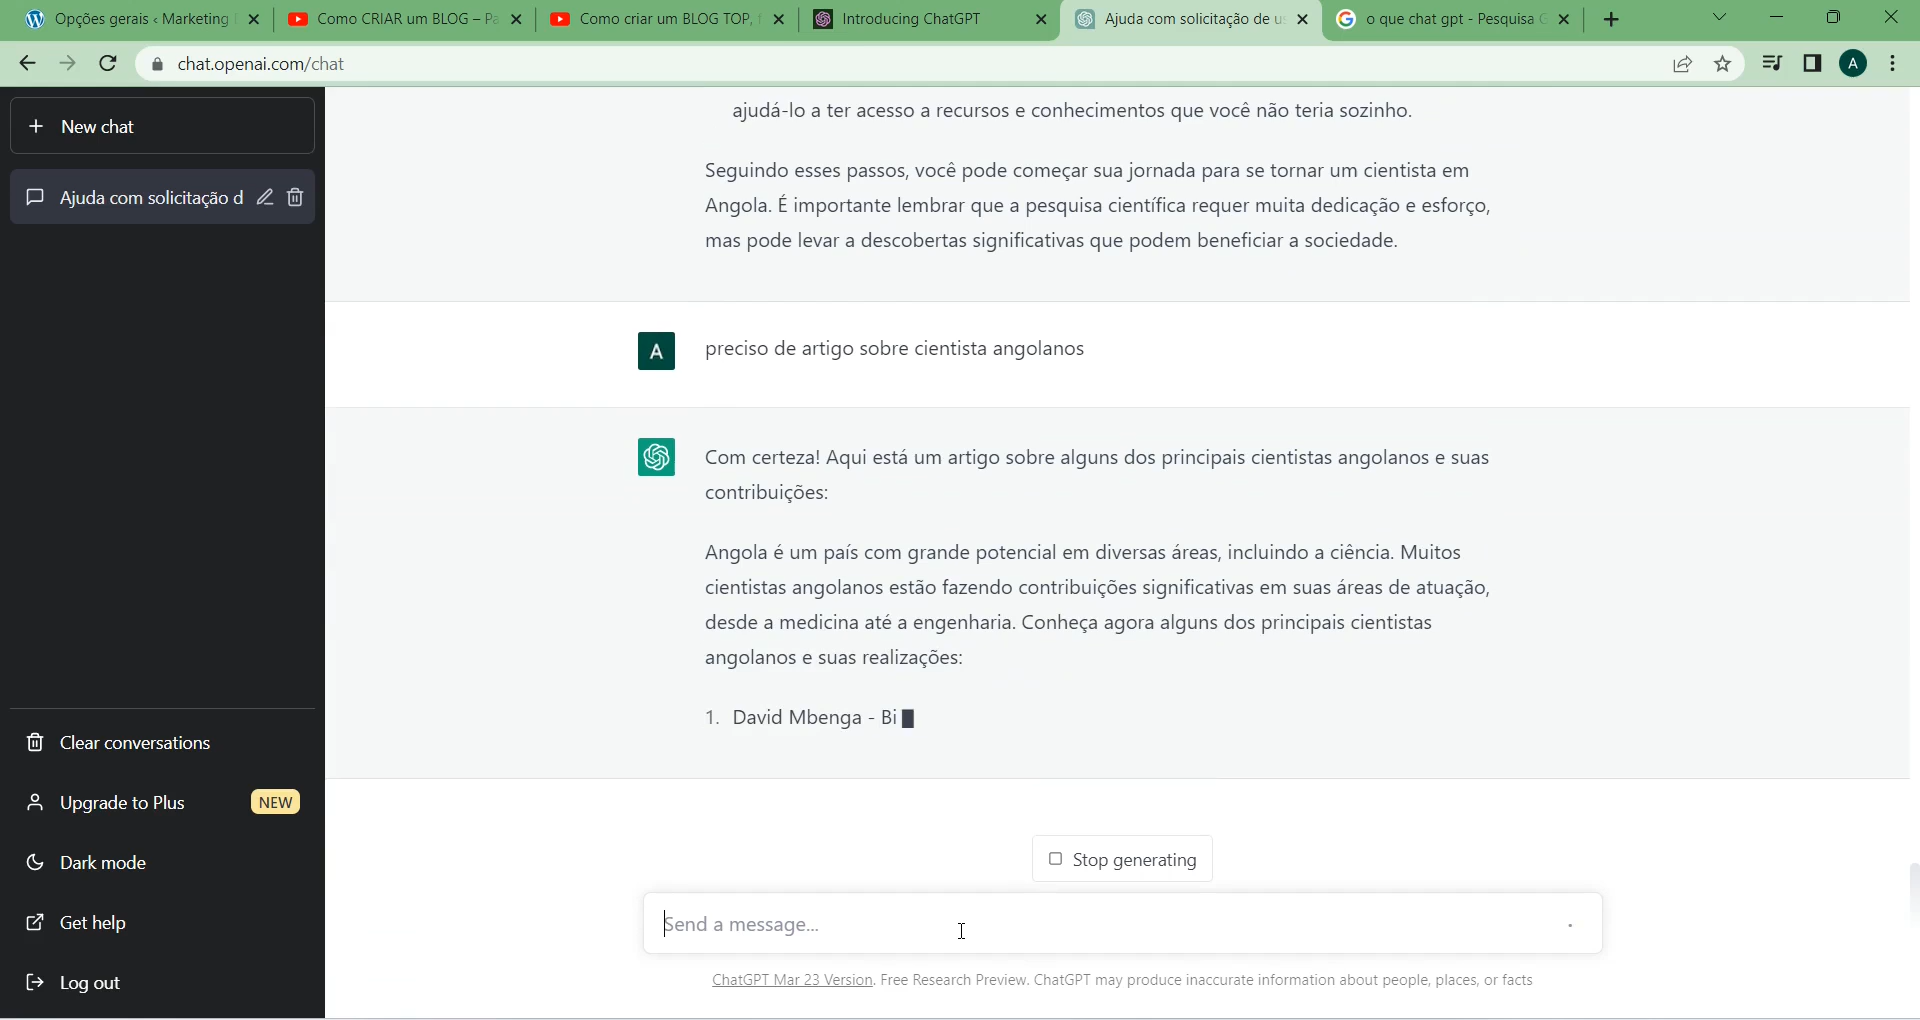 Opções gerais ‹ Marketing
Como CRIAR um BLOG – Pa
Como criar um BLOG TOP,
Introducing ChatGPT
Ajuda com solicitação de u
o que chat gpt - Pesquisa G
chat.openai.com/chat
A
New chat
Ajuda com solicitação d
ajudá-lo a ter acesso a recursos e conhecimentos que você não teria sozinho.
Seguindo esses passos, você pode começar sua jornada para se tornar um cientista em
Angola. É importante lembrar que a pesquisa científica requer muita dedicação e esforço,
mas pode levar a descobertas significativas que podem beneficiar a sociedade.
A
preciso de artigo sobre cientista angolanos
Com certeza! Aqui está um artigo sobre alguns dos principais cientistas angolanos e suas
contribuições:
Angola é um país com grande potencial em diversas áreas, incluindo a ciência. Muitos
cientistas angolanos estão fazendo contribuições significativas em suas áreas de atuação,
desde a medicina até a engenharia. Conheça agora alguns dos principais cientistas
angolanos e suas realizações:
1. David Mbenga - Bi
Clear conversations
Upgrade to Plus NEW
Dark mode
Get help
Log out
Stop generating
Send a message...
ChatGPT Mar 23 Version. Free Research Preview. ChatGPT may produce inaccurate information about people, places, or facts